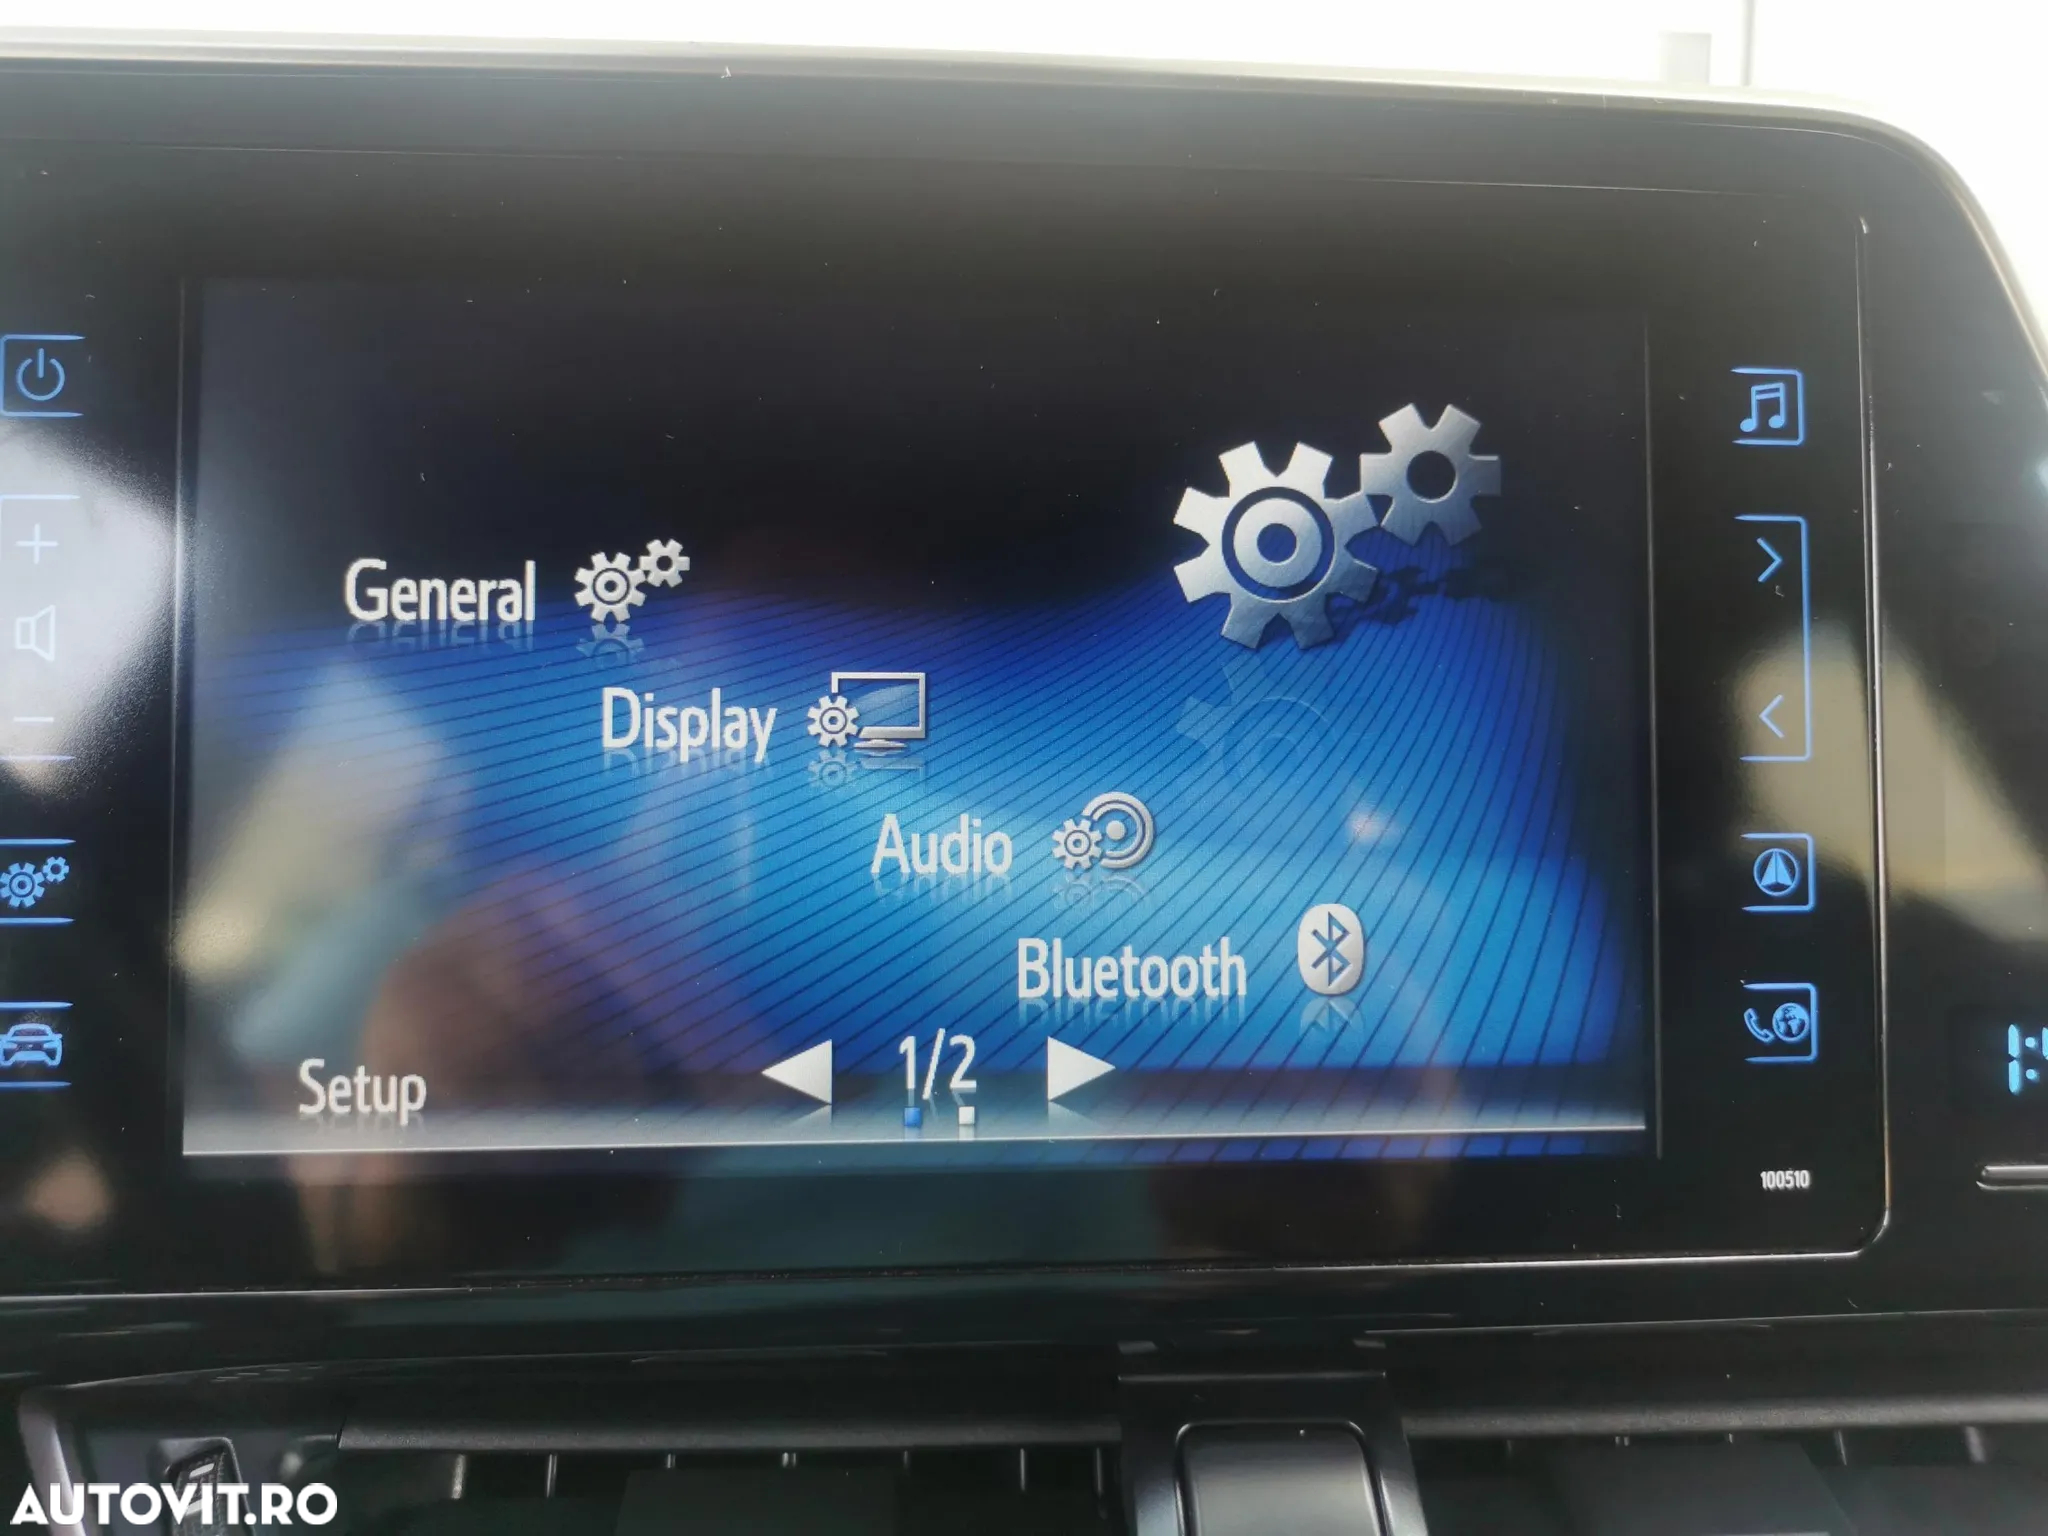 General
Display
Audio
Bluetooth
Setup
1/2
100510
AUTOVIT.RO